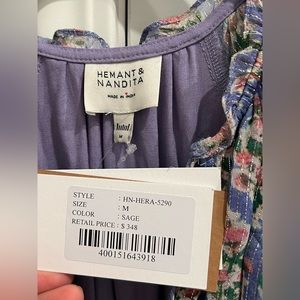 HEMANT &
NANDITA
MADE IN INDIA
M
STYLE : HN-HERA-5290
SIZE : M
COLOR : SAGE
RETAIL PRICE : $ 348
400151643918